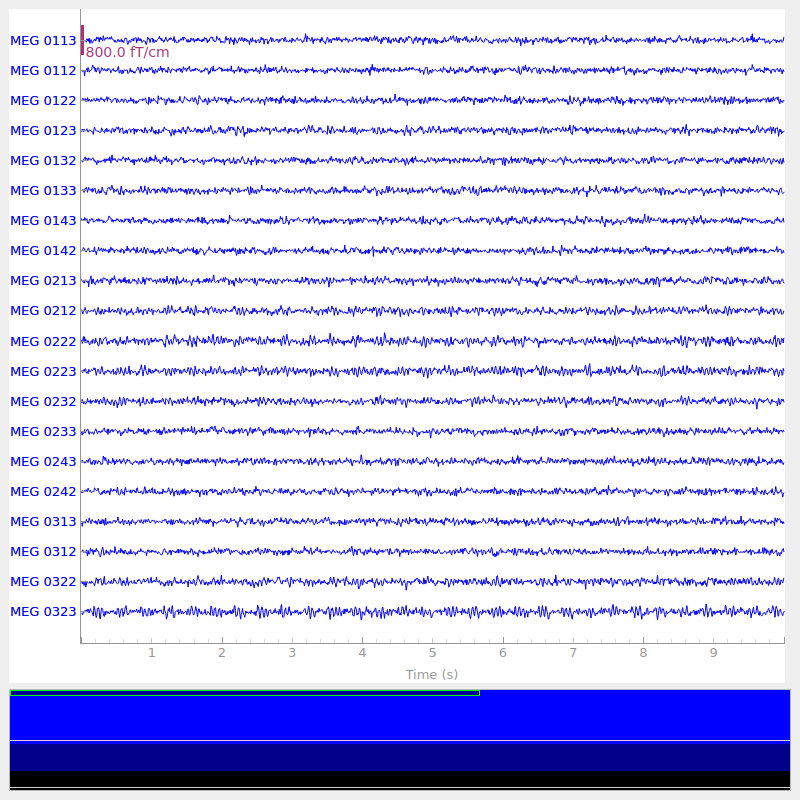 MEG 0113
800.0 fT/cm
MEG 0112
MEG 0122
MEG 0123
MEG 0132
MEG 0133
MEG 0143
MEG 0142
MEG 0213
MEG 0212
MEG 0222
MEG 0223
MEG 0232
MEG 0233
MEG 0243
MEG 0242
MEG 0313
MEG 0312
MEG 0322
MEG 0323
1 2 3 4 5 6 7 8 9
Time (s)